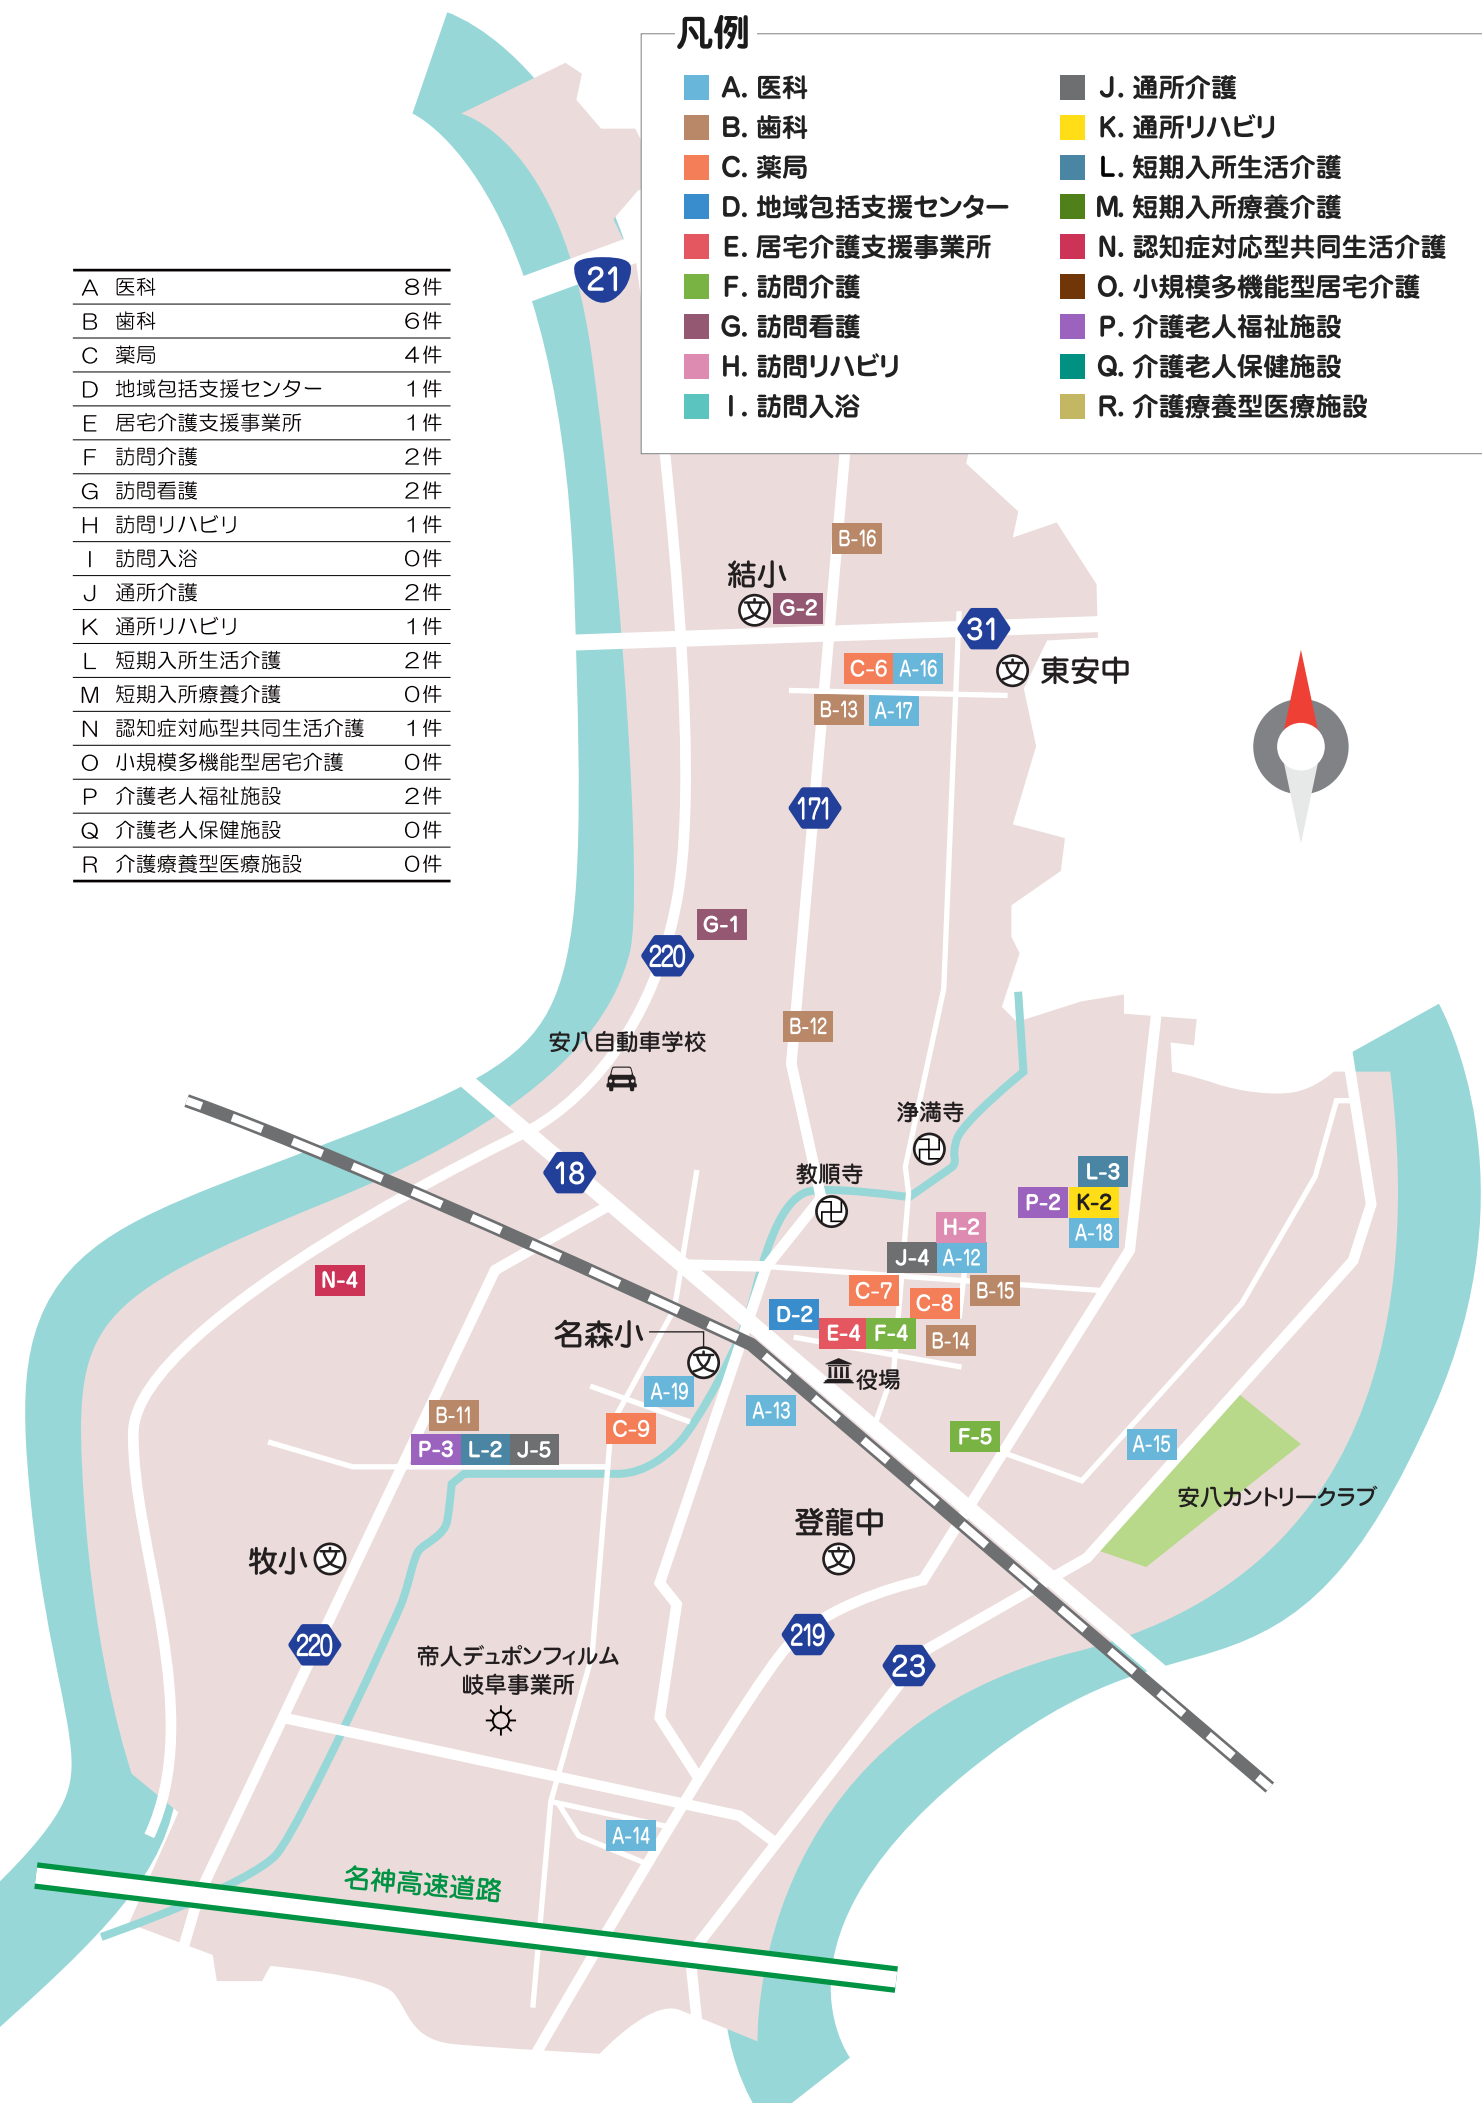 凡例
A. 医科
B. 歯科
C. 薬局
D. 地域包括支援センター
E. 居宅介護支援事業所
F. 訪問介護
G. 訪問看護
H. 訪問リハビリ
I. 訪問入浴
J. 通所介護
K. 通所リハビリ
L. 短期入所生活介護
M. 短期入所療養介護
N. 認知症対応型共同生活介護
O. 小規模多機能型居宅介護
P. 介護老人福祉施設
Q. 介護老人保健施設
R. 介護療養型医療施設
A 医科 8件
B 歯科 6件
C 薬局 4件
D 地域包括支援センター 1件
E 居宅介護支援事業所 1件
F 訪問介護 2件
G 訪問看護 2件
H 訪問リハビリ 1件
I 訪問入浴 0件
J 通所介護 2件
K 通所リハビリ 1件
L 短期入所生活介護 2件
M 短期入所療養介護 0件
N 認知症対応型共同生活介護 1件
O 小規模多機能型居宅介護 0件
P 介護老人福祉施設 2件
Q 介護老人保健施設 0件
R 介護療養型医療施設 0件
21
B-16
結小
文 G-2
31
文 東安中
C-6 A-16
B-13 A-17
171
G-1
220
B-12
安八自動車学校
浄満寺
卍
教順寺
卍
18
L-3
P-2 K-2
A-18
H-2
J-4 A-12
N-4
C-7 C-8 B-15
D-2
E-4 F-4 B-14
名森小
文
役場
A-19
A-13
B-11
C-9
P-3 L-2 J-5
F-5
A-15
安八カントリークラブ
登龍中
文
牧小 文
220
219
23
帝人デュポンフィルム
岐阜事業所
A-14
名神高速道路